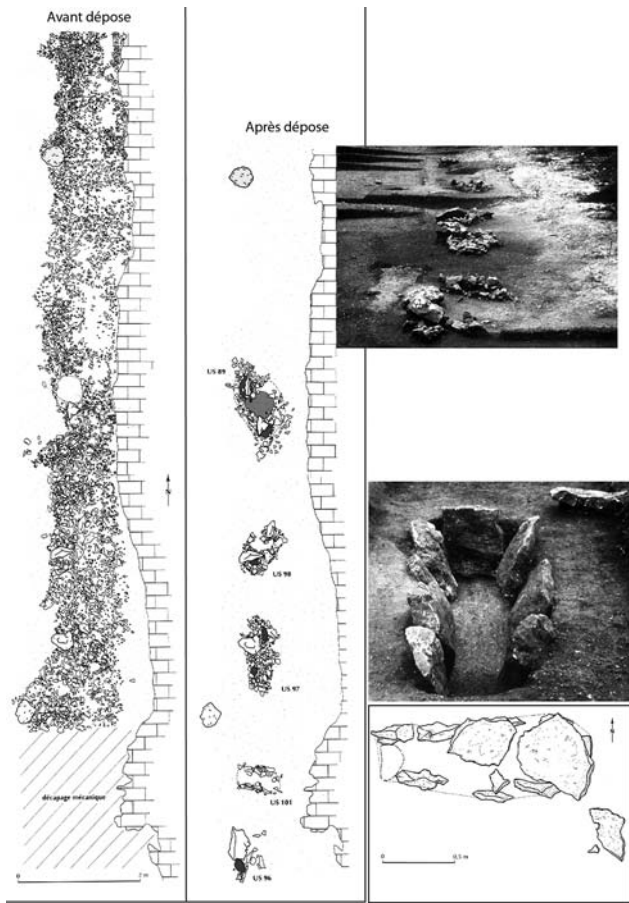 Avant dépose
Après dépose
US 89
US 98
US 97
US 101
US 96
N
décapage mécanique
0 2 m
N
0 0,5 m